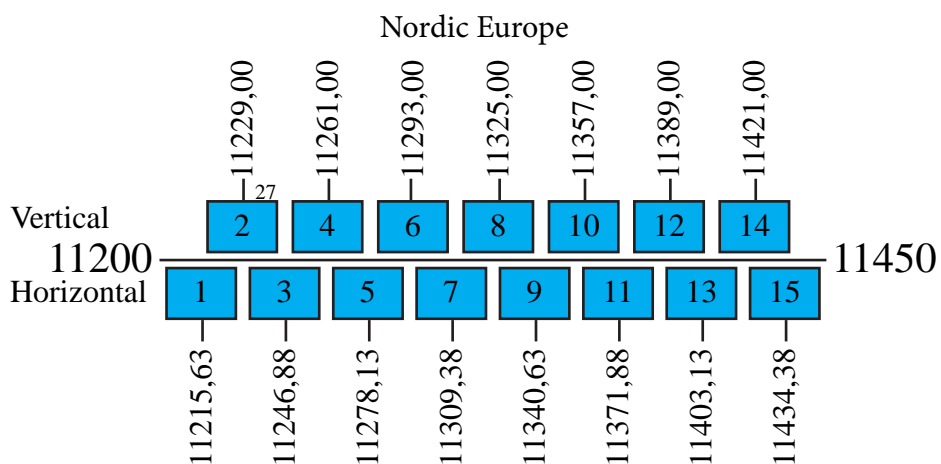 Nordic Europe
11229,00 11261,00 11293,00 11325,00 11357,00 11389,00 11421,00
27
Vertical 2 4 6 8 10 12 14
11200 11450
Horizontal 1 3 5 7 9 11 13 15
11215,63 11246,88 11278,13 11309,38 11340,63 11371,88 11403,13 11434,38